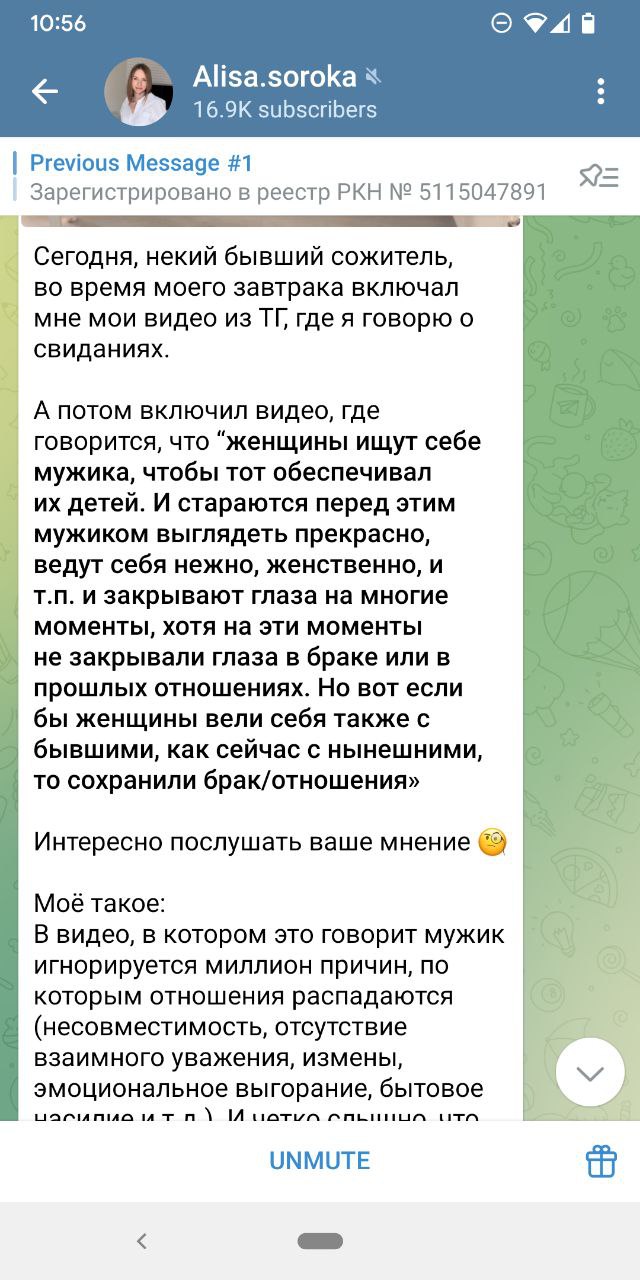 10:56
Alisa.soroka
16.9K subscribers
Previous Message #1
Зарегистрировано в реестр РКН № 5115047891
Сегодня, некий бывший сожитель,
во время моего завтрака включал
мне мои видео из ТГ, где я говорю о
свиданиях.
А потом включил видео, где
говорится, что “женщины ищут себе
мужика, чтобы тот обеспечивал
их детей. И стараются перед этим
мужиком выглядеть прекрасно,
ведут себя нежно, женственно, и
т.п. и закрывают глаза на многие
моменты, хотя на эти моменты
не закрывали глаза в браке или в
прошлых отношениях. Но вот если
бы женщины вели себя также с
бывшими, как сейчас с нынешними,
то сохранили брак/отношения»
Интересно послушать ваше мнение 🧐
Моё такое:
В видео, в котором это говорит мужик
игнорируется миллион причин, по
которым отношения распадаются
(несовместимость, отсутствие
взаимного уважения, измены,
эмоциональное выгорание, бытовое
насилие и т.д.). И четко слышно, что
UNMUTE